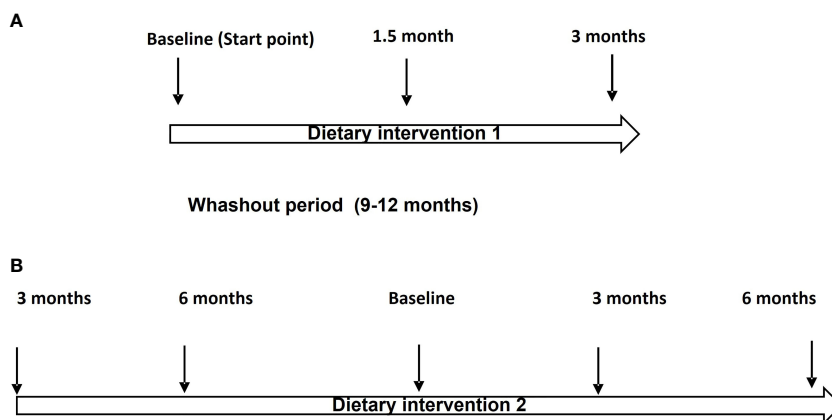 A
Baseline (Start point) 1.5 month 3 months
Dietary intervention 1
Whashout period (9-12 months)
B
3 months 6 months Baseline 3 months 6 months
Dietary intervention 2